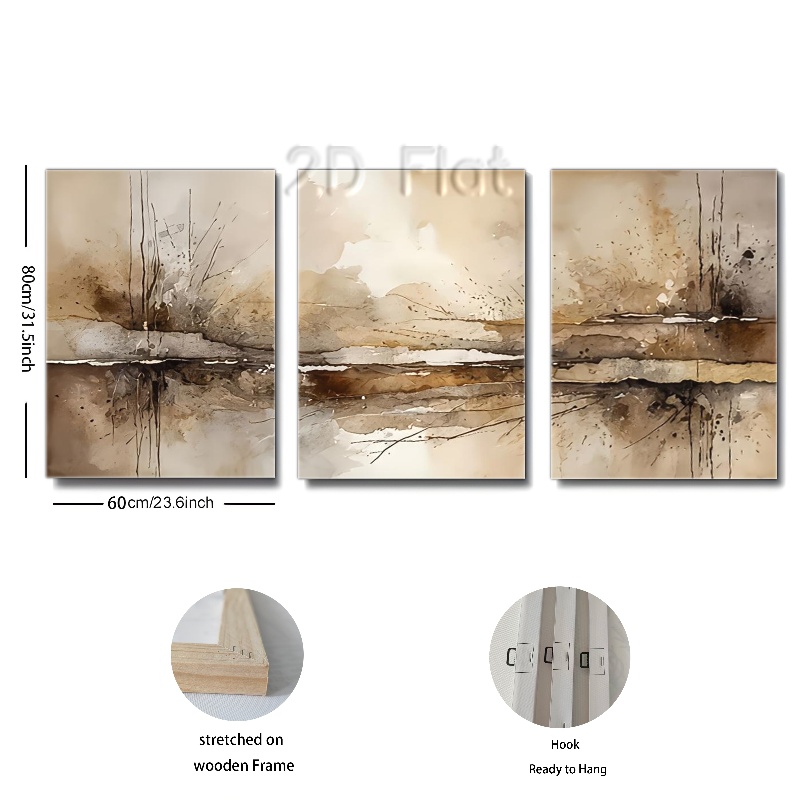 2D Flat
80cm/31.5inch
60cm/23.6inch
stretched on
wooden Frame
Hook
Ready to Hang